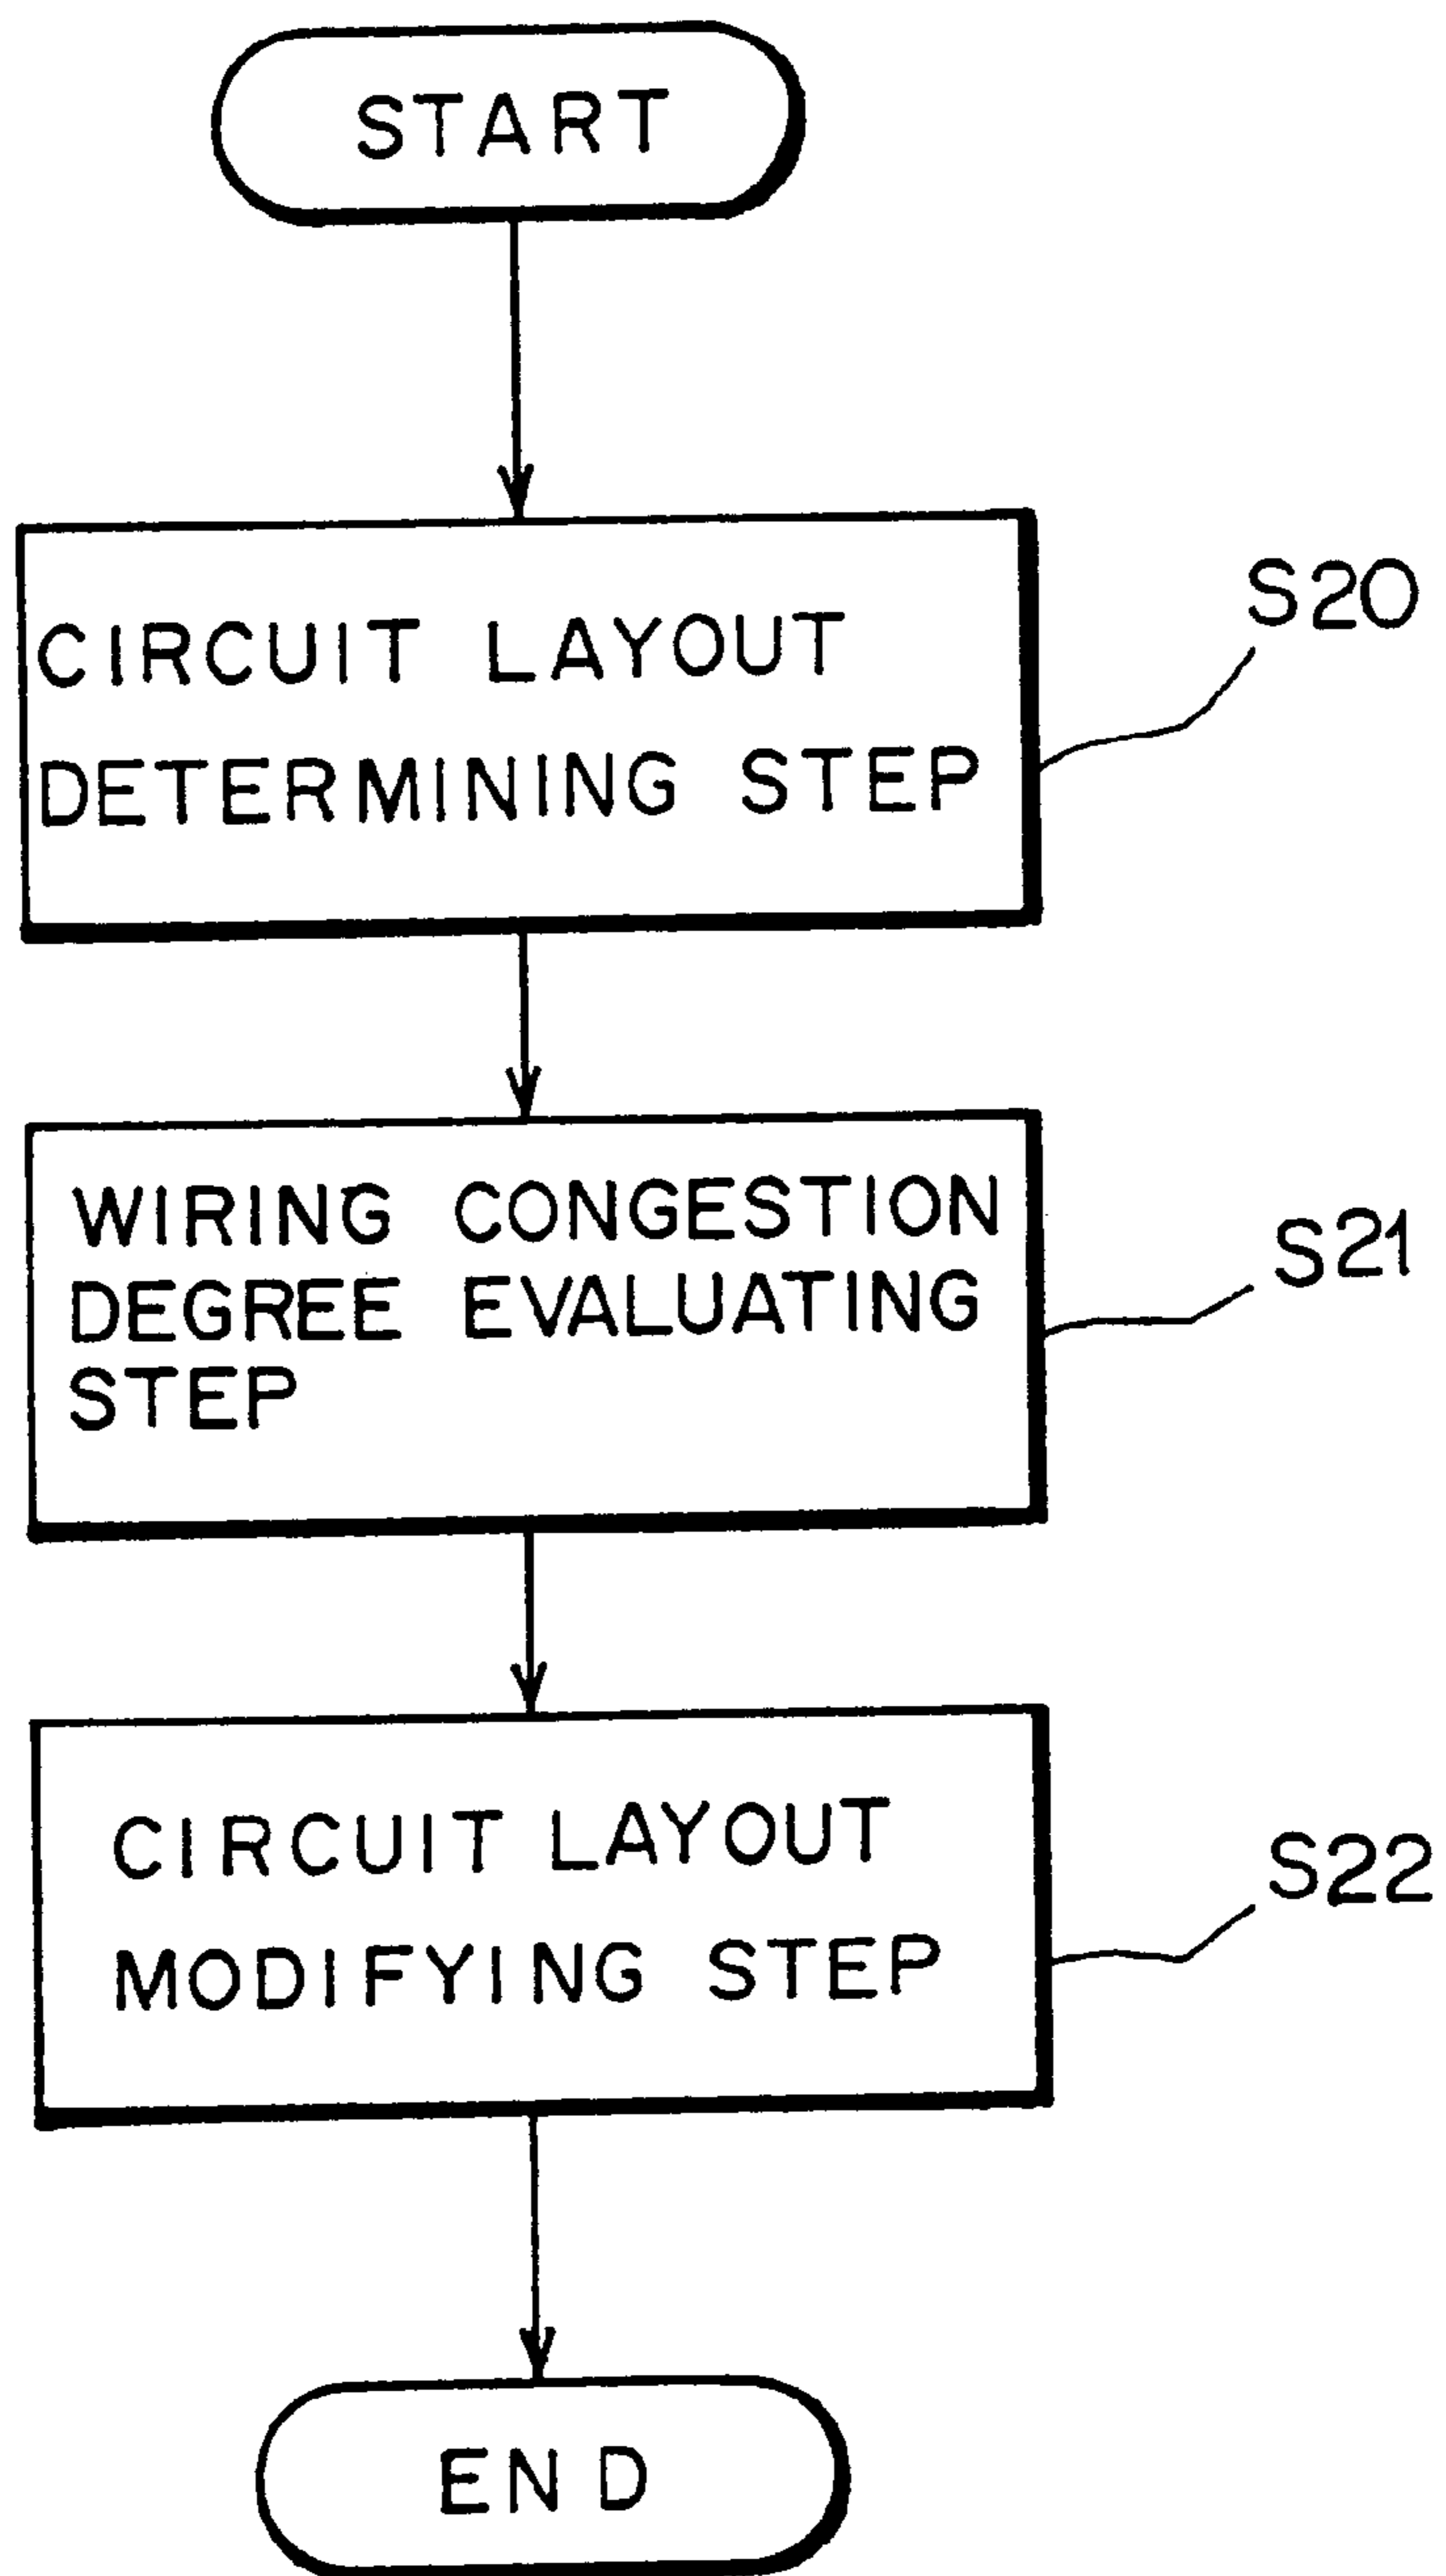 START
CIRCUIT LAYOUT
DETERMINING STEP
S20
WIRING CONGESTION
DEGREE EVALUATING
STEP
S21
CIRCUIT LAYOUT
MODIFYING STEP
S22
END